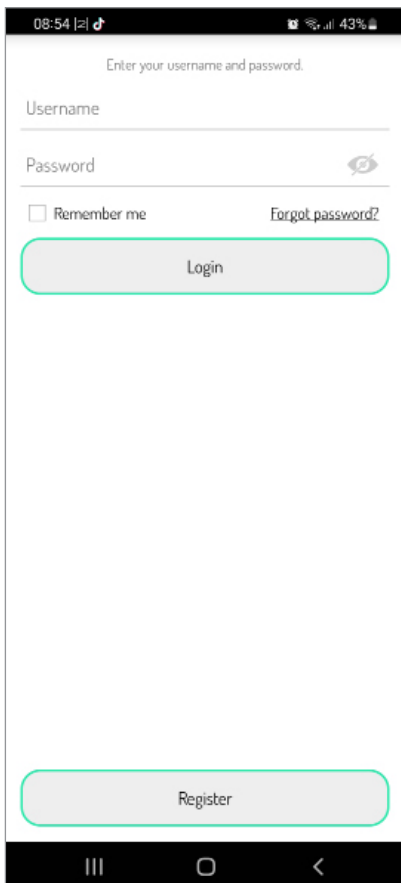 08:54 43%
Enter your username and password.
Username
Password
Remember me Forgot password?
Login
Register